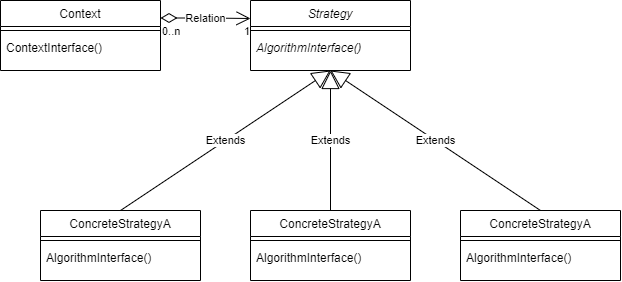 Context
Relation
Strategy
0..n
1
ContextInterface()
AlgorithmInterface()
Extends
Extends
Extends
ConcreteStrategyA
ConcreteStrategyA
ConcreteStrategyA
AlgorithmInterface()
AlgorithmInterface()
AlgorithmInterface()